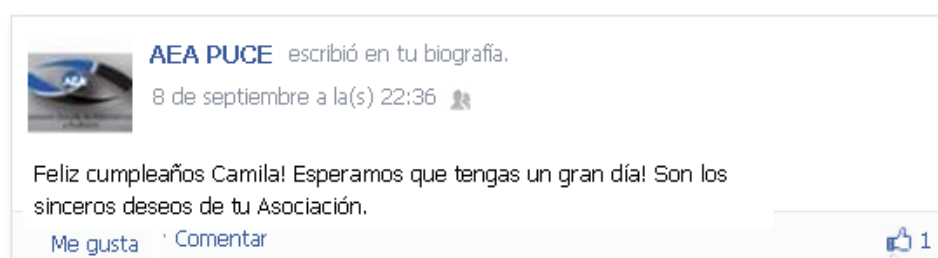 AEA PUCE escribió en tu biografía.
8 de septiembre a la(s) 22:36
AEA
Feliz cumpleaños Camila! Esperamos que tengas un gran día! Son los
sinceros deseos de tu Asociación.
Me gusta · Comentar
1